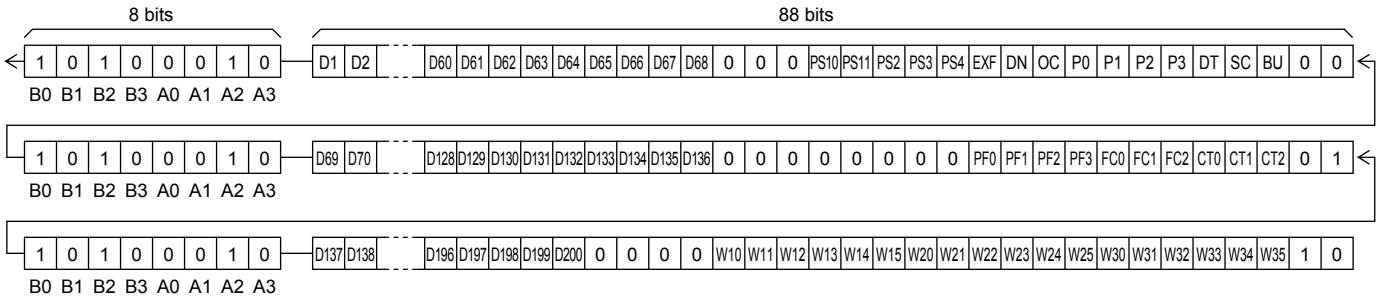 8 bits 88 bits
1 0 1 0 0 0 1 0 D1 D2 D60 D61 D62 D63 D64 D65 D66 D67 D68 0 0 0 PS10 PS11 PS2 PS3 PS4 EXF DN OC P0 P1 P2 P3 DT SC BU 0 0
B0 B1 B2 B3 A0 A1 A2 A3
1 0 1 0 0 0 1 0 D69 D70 D128 D129 D130 D131 D132 D133 D134 D135 D136 0 0 0 0 0 0 0 0 PF0 PF1 PF2 PF3 FC0 FC1 FC2 CT0 CT1 CT2 0 1
B0 B1 B2 B3 A0 A1 A2 A3
1 0 1 0 0 0 1 0 D137 D138 D196 D197 D198 D199 D200 0 0 0 0 W10 W11 W12 W13 W14 W15 W20 W21 W22 W23 W24 W25 W30 W31 W32 W33 W34 W35 1 0
B0 B1 B2 B3 A0 A1 A2 A3